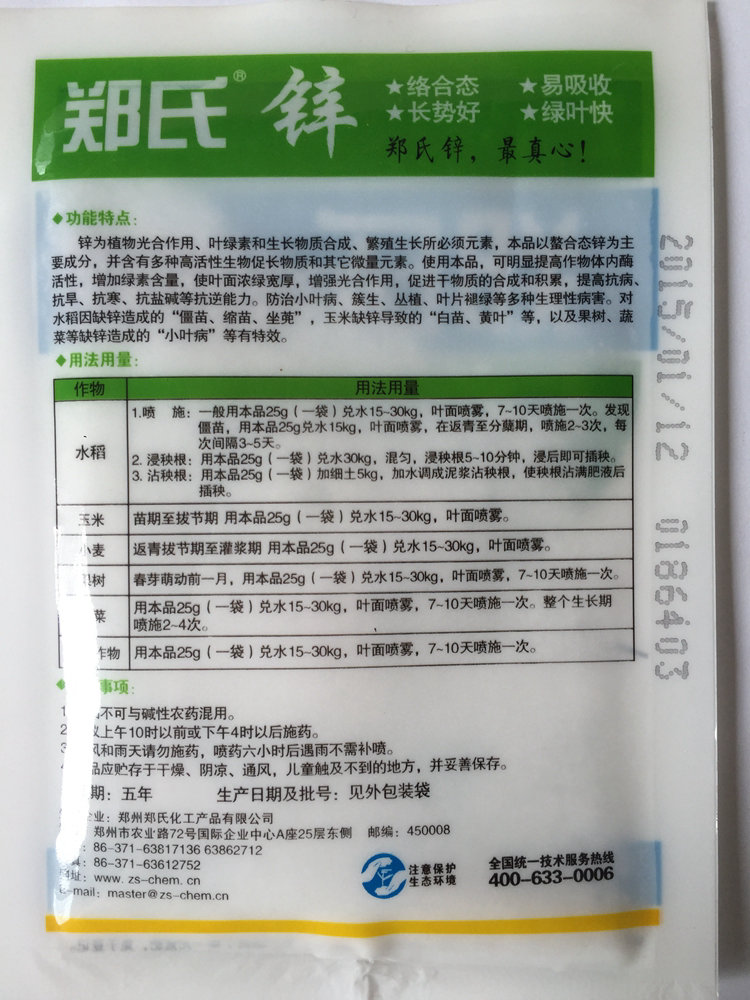 郑氏® 锌
★络合态 ★易吸收
★长势好 ★绿叶快
郑氏锌，最真心！
◆功能特点：
锌为植物光合作用、叶绿素和生长物质合成、繁殖生长所必须元素，本品以螯合态锌为主
要成分，并含有多种高活性生物促长物质和其它微量元素。使用本品，可明显提高作物体内酶
活性，增加绿素含量，使叶面浓绿宽厚，增强光合作用，促进干物质的合成和积累，提高抗病、
抗旱、抗寒、抗盐碱等抗逆能力。防治小叶病、簇生、丛植、叶片褪绿等多种生理性病害。对
水稻因缺锌造成的“僵苗、缩苗、坐蔸”，玉米缺锌导致的“白苗、黄叶”等，以及果树、蔬
菜等缺锌造成的“小叶病”等有特效。
◆用法用量：
作物 用法用量
水稻
1.喷 施：一般用本品25g（一袋）兑水15~30kg，叶面喷雾，7~10天喷施一次。发现
僵苗，用本品25g兑水15kg，叶面喷雾，在返青至分蘖期，喷施2~3次，每
次间隔3~5天。
2. 浸秧根：用本品25g（一袋）兑水30kg，混匀，浸秧根5~10分钟，浸后即可插秧。
3. 沾秧根：用本品25g（一袋）加细土5kg，加水调成泥浆沾秧根，使秧根沾满肥液后
插秧。
玉米 苗期至拔节期 用本品25g（一袋）兑水15~30kg，叶面喷雾。
小麦 返青拔节期至灌浆期 用本品25g（一袋）兑水15~30kg，叶面喷雾。
果树 春芽萌动前一月，用本品25g（一袋）兑水15~30kg，叶面喷雾，7~10天喷施一次。
菜 用本品25g（一袋）兑水15~30kg，叶面喷雾，7~10天喷施一次。整个生长期
喷施2~4次。
作物 用本品25g（一袋）兑水15~30kg，叶面喷雾，7~10天喷施一次。
◆ 事项：
1 不可与碱性农药混用。
2 上午10时以前或下午4时以后施药。
3 风和雨天请勿施药，喷药六小时后遇雨不需补喷。
4 品应贮存于干燥、阴凉、通风，儿童触及不到的地方，并妥善保存。
期：五年 生产日期及批号：见外包装袋
企业：郑州郑氏化工产品有限公司
郑州市农业路72号国际企业中心A座25层东侧 邮编：450008
：86-371-63817136 63862712
：86-371-63612752
网址：www. zs-chem. cn
E-mail：master@zs-chem.cn
注意保护
生态环境
全国统一技术服务热线
400-633-0006
2015/01/12 0186403